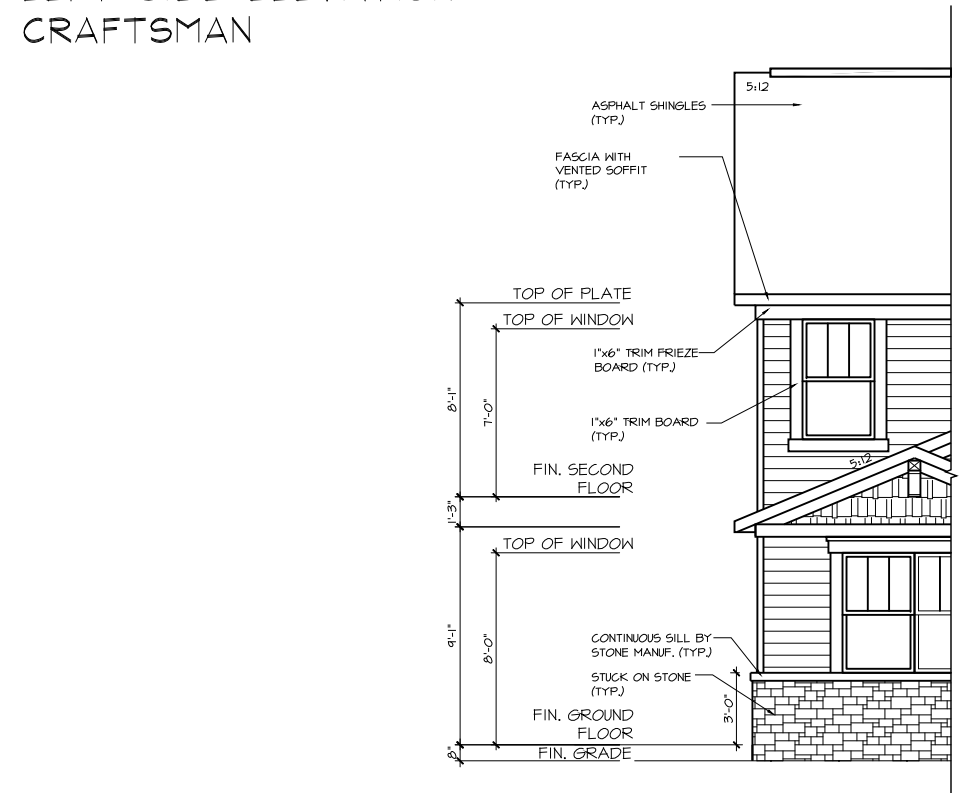 CRAFTSMAN
5:12
ASPHALT SHINGLES
(TYP.)
FASCIA WITH
VENTED SOFFIT
(TYP.)
TOP OF PLATE
TOP OF WINDOW
1"x6" TRIM FRIEZE
BOARD (TYP.)
8'-1"
7'-0"
1"x6" TRIM BOARD
(TYP.)
5:12
FIN. SECOND
FLOOR
1'-3"
TOP OF WINDOW
9'-1"
8'-0"
CONTINUOUS SILL BY
STONE MANUF. (TYP.)
STUCK ON STONE
(TYP.)
3'-0"
FIN. GROUND
FLOOR
8"
FIN. GRADE